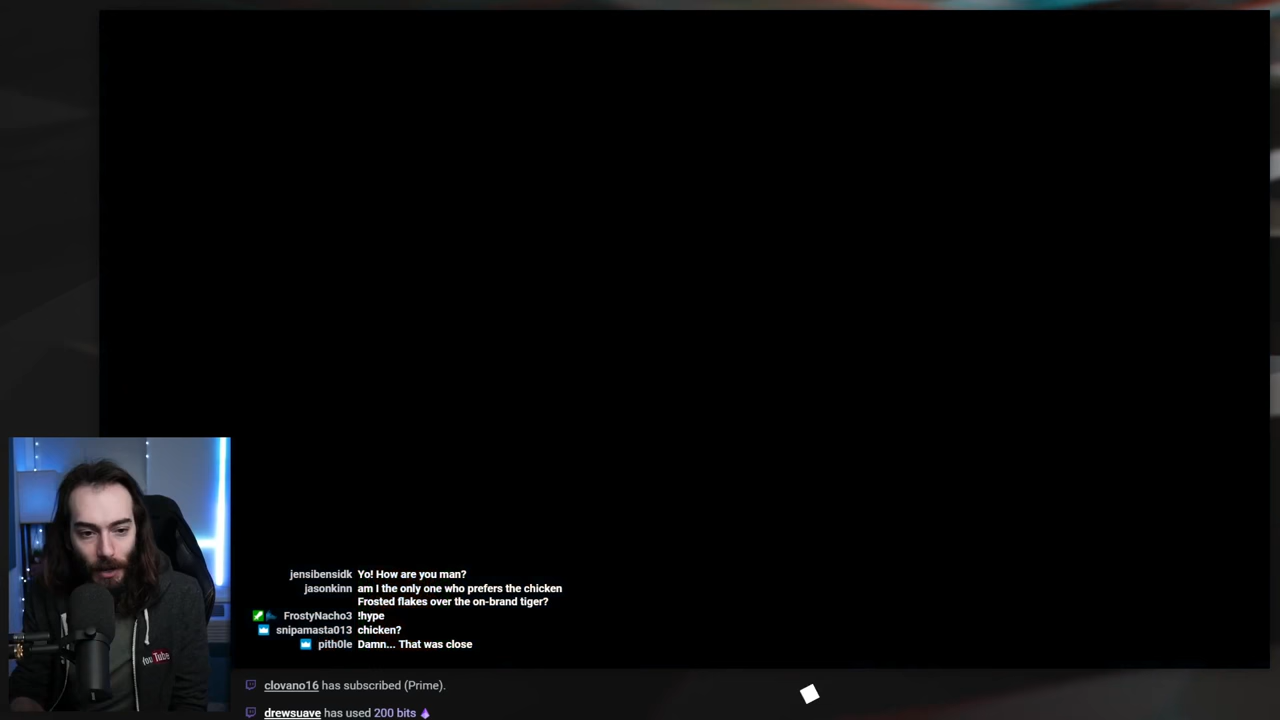 jensibensidk Yo! How are you man?
jasonkinn am I the only one who prefers the chicken
Frosted flakes over the on-brand tiger?
FrostyNacho3 !hype
snipamasta013 chicken?
pith0le Damn... That was close
You Tube
clovano16 has subscribed (Prime).
drewsuave has used 200 bits